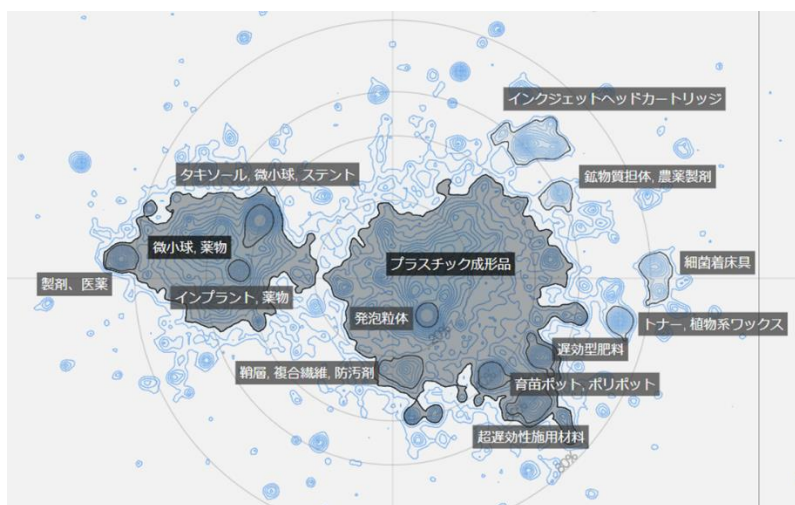 インクジェットヘッドカートリッジ
タキソール, 微小球, ステント
鉱物質担体, 農薬製剤
微小球, 薬物
プラスチック成形品
細菌着床具
製剤、医薬
インプラント, 薬物
発泡粒体
トナー, 植物系ワックス
20%
遅効型肥料
鞘層, 複合繊維, 防汚剤
育苗ポット, ポリポット
超遅効性施用材料
80%